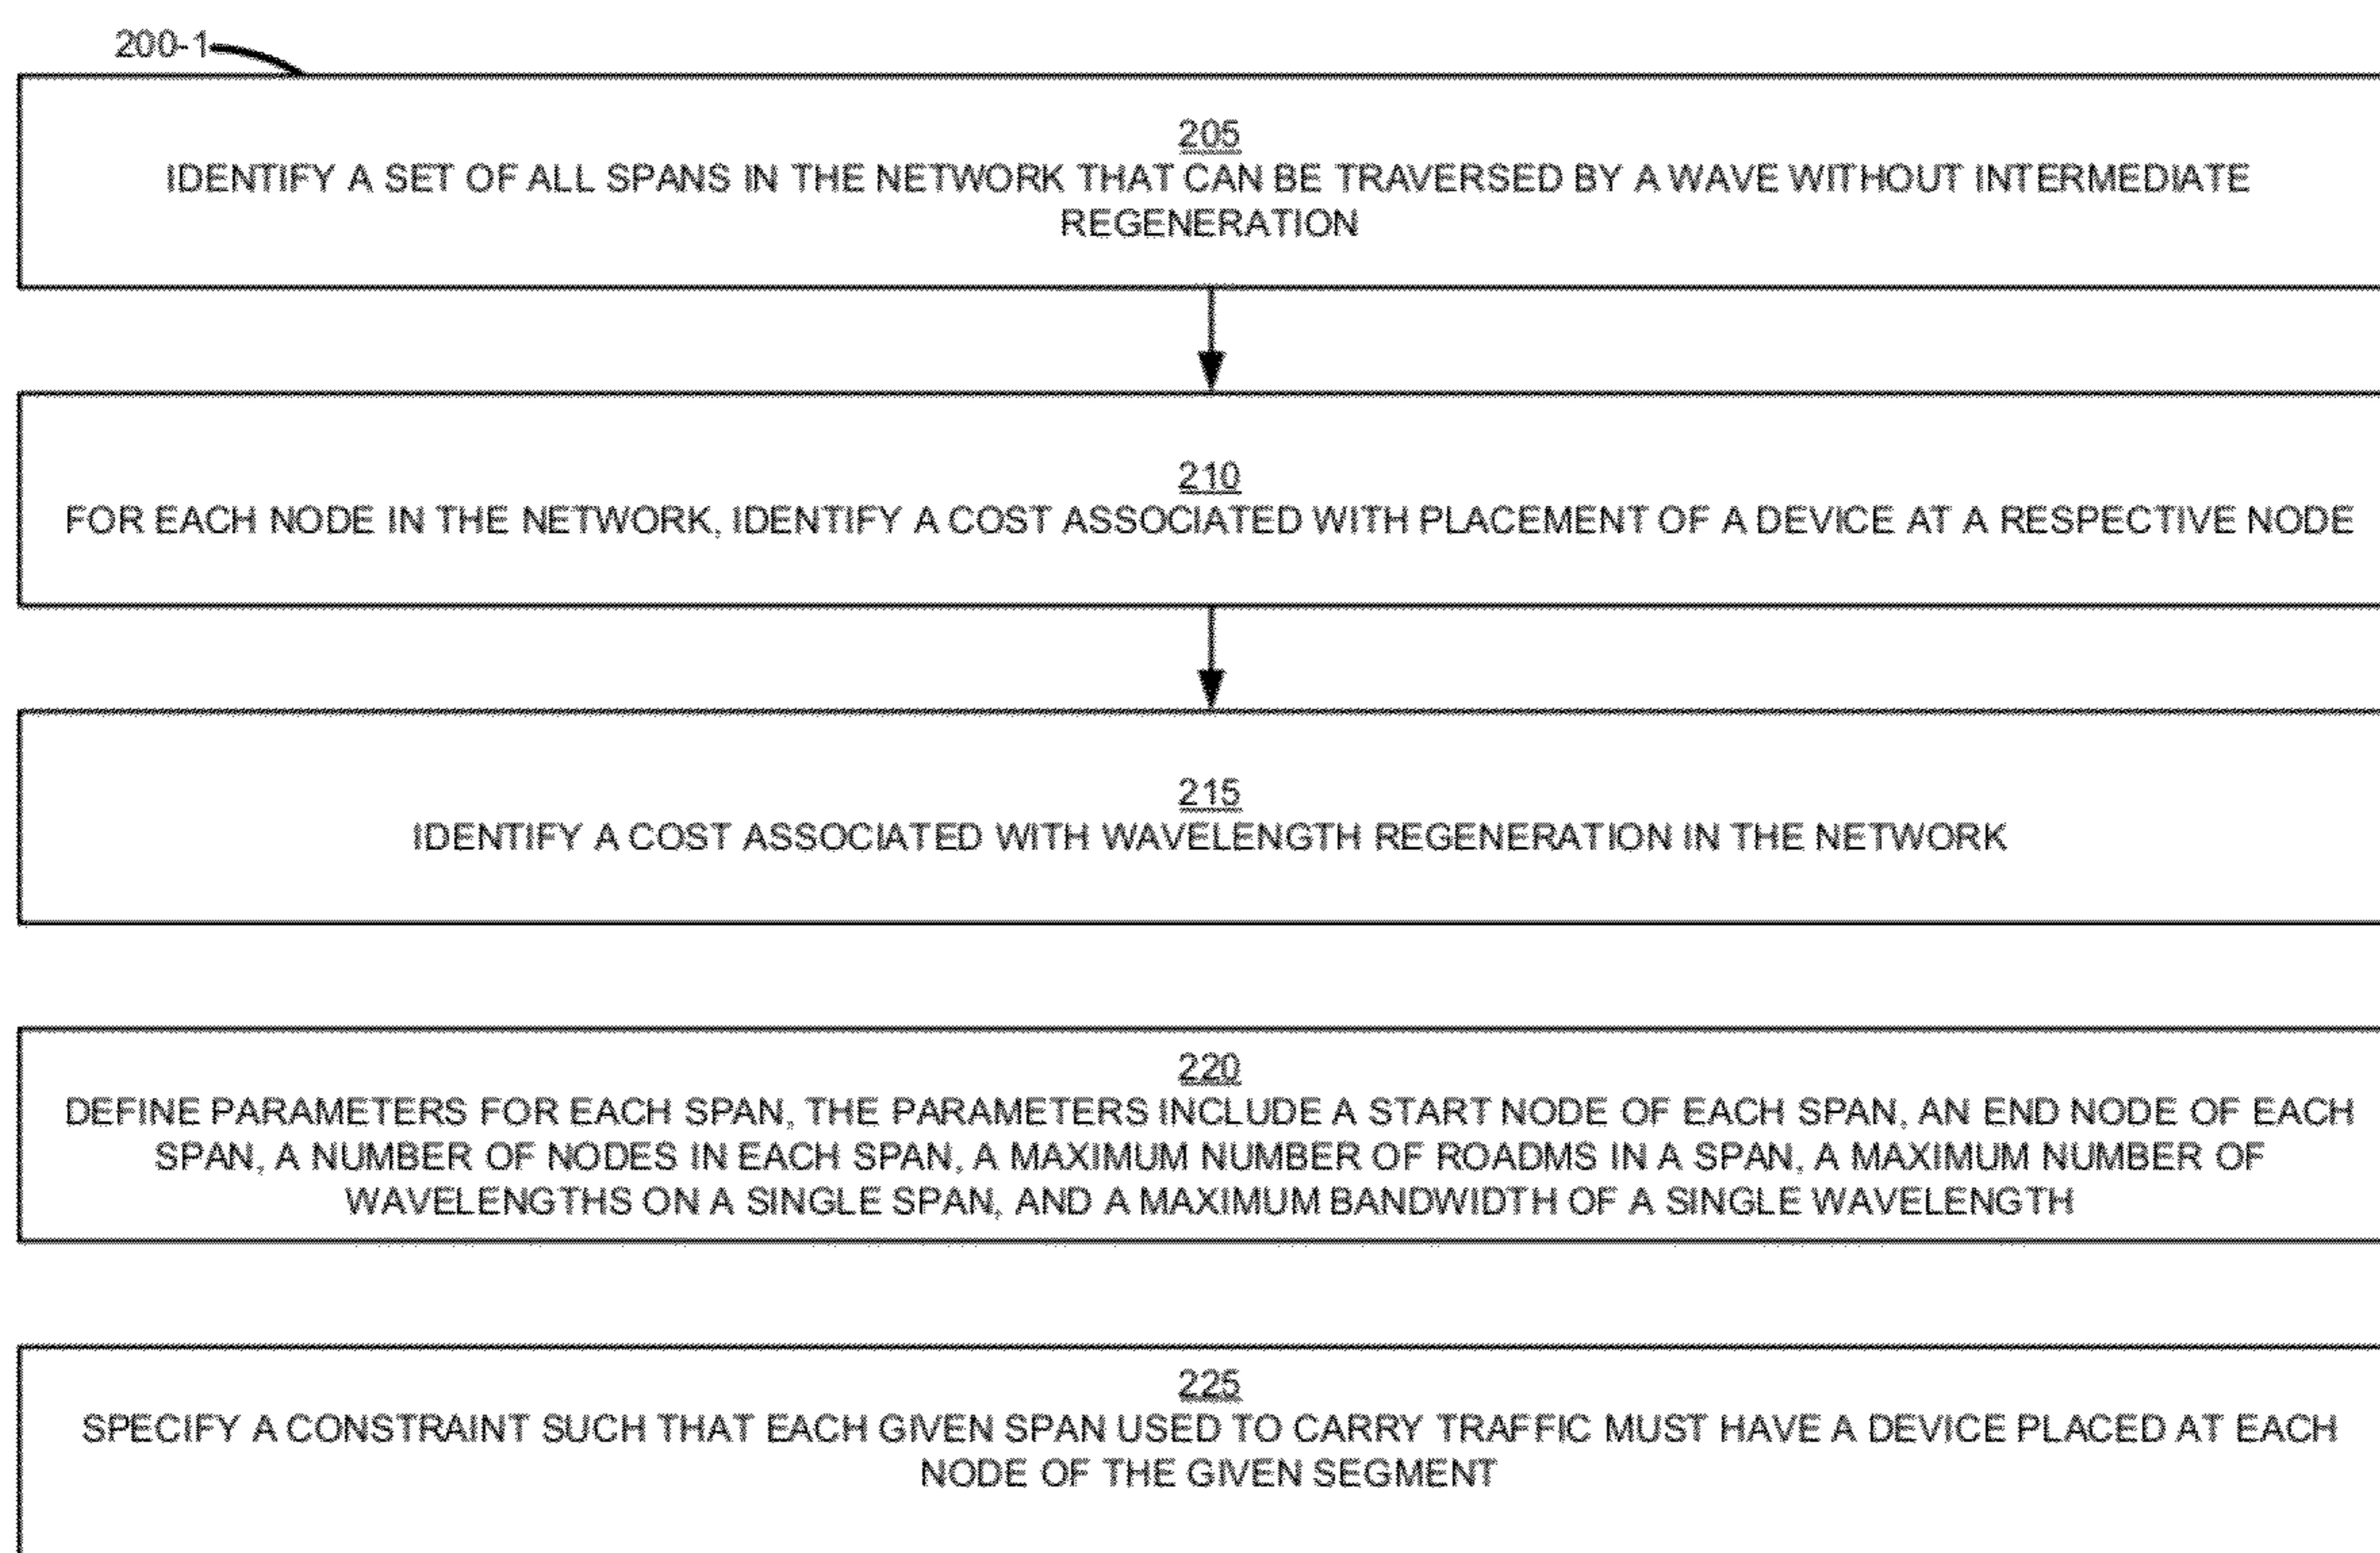 200-1
205
IDENTIFY A SET OF ALL SPANS IN THE NETWORK THAT CAN BE TRAVERSED BY A WAVE WITHOUT INTERMEDIATE
REGENERATION
210
FOR EACH NODE IN THE NETWORK, IDENTIFY A COST ASSOCIATED WITH PLACEMENT OF A DEVICE AT A RESPECTIVE NODE
215
IDENTIFY A COST ASSOCIATED WITH WAVELENGTH REGENERATION IN THE NETWORK
220
DEFINE PARAMETERS FOR EACH SPAN, THE PARAMETERS INCLUDE A START NODE OF EACH SPAN, AN END NODE OF EACH
SPAN, A NUMBER OF NODES IN EACH SPAN, A MAXIMUM NUMBER OF ROADMS IN A SPAN, A MAXIMUM NUMBER OF
WAVELENGTHS ON A SINGLE SPAN, AND A MAXIMUM BANDWIDTH OF A SINGLE WAVELENGTH
225
SPECIFY A CONSTRAINT SUCH THAT EACH GIVEN SPAN USED TO CARRY TRAFFIC MUST HAVE A DEVICE PLACED AT EACH
NODE OF THE GIVEN SEGMENT